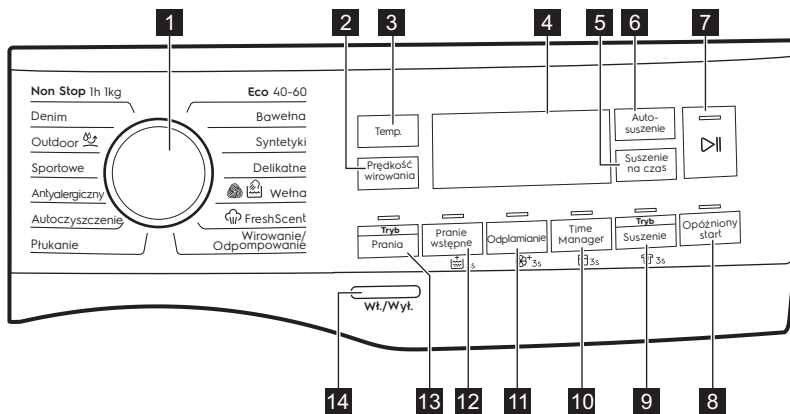 1
2
3
4
5
6
7
Non Stop 1h 1kg
Denim
Outdoor
Sportowe
Antyalergiczny
Autoczyszczenie
Płukanie
Eco 40-60
Bawełna
Syntetyki
Delikatne
Wełna
FreshScent
Wirowanie/
Odpompowanie
Temp.
Prędkość
wirowania
Auto-
suszenie
Suszenie
na czas
Tryb
Prania
Pranie
wstępne
Odplamianie
Time
Manager
Tryb
Suszenie
Opóźniony
start
3s
3s
3s
Wł./Wył.
14
13
12
11
10
9
8